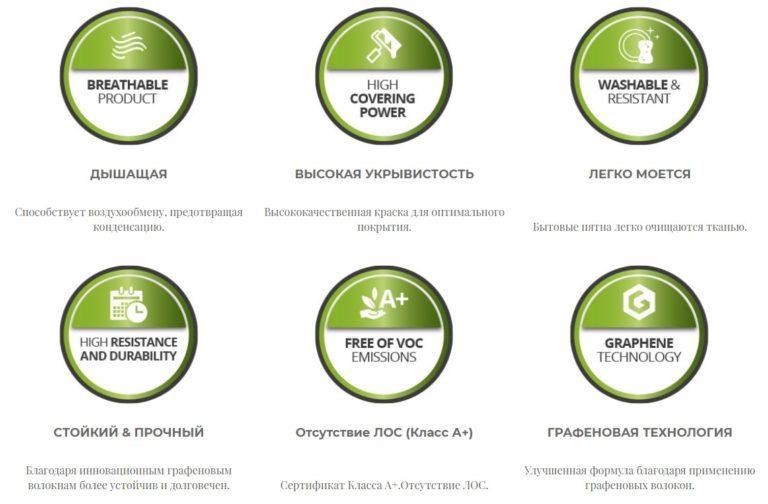 BREATHABLE
PRODUCT
HIGH
COVERING
POWER
WASHABLE &
RESISTANT
ДЫШАЩАЯ
ВЫСОКАЯ УКРЫВИСТОСТЬ
ЛЕГКО МОЕТСЯ
Способствует воздухообмену, предотвращая
конденсацию.
Высококачественная краска для оптимального
покрытия.
Бытовые пятна легко очищаются тканью.
HIGH RESISTANCE
AND DURABILITY
A+
FREE OF VOC
EMISSIONS
G
GRAPHENE
TECHNOLOGY
СТОЙКИЙ & ПРОЧНЫЙ
Отсутствие ЛОС (Класс А+)
ГРАФЕНОВАЯ ТЕХНОЛОГИЯ
Благодаря инновационным графеновым
волокнам более устойчив и долговечен.
Сертификат Класса А+.Отсутствие ЛОС.
Улучшенная формула благодаря применению
графеновых волокон.